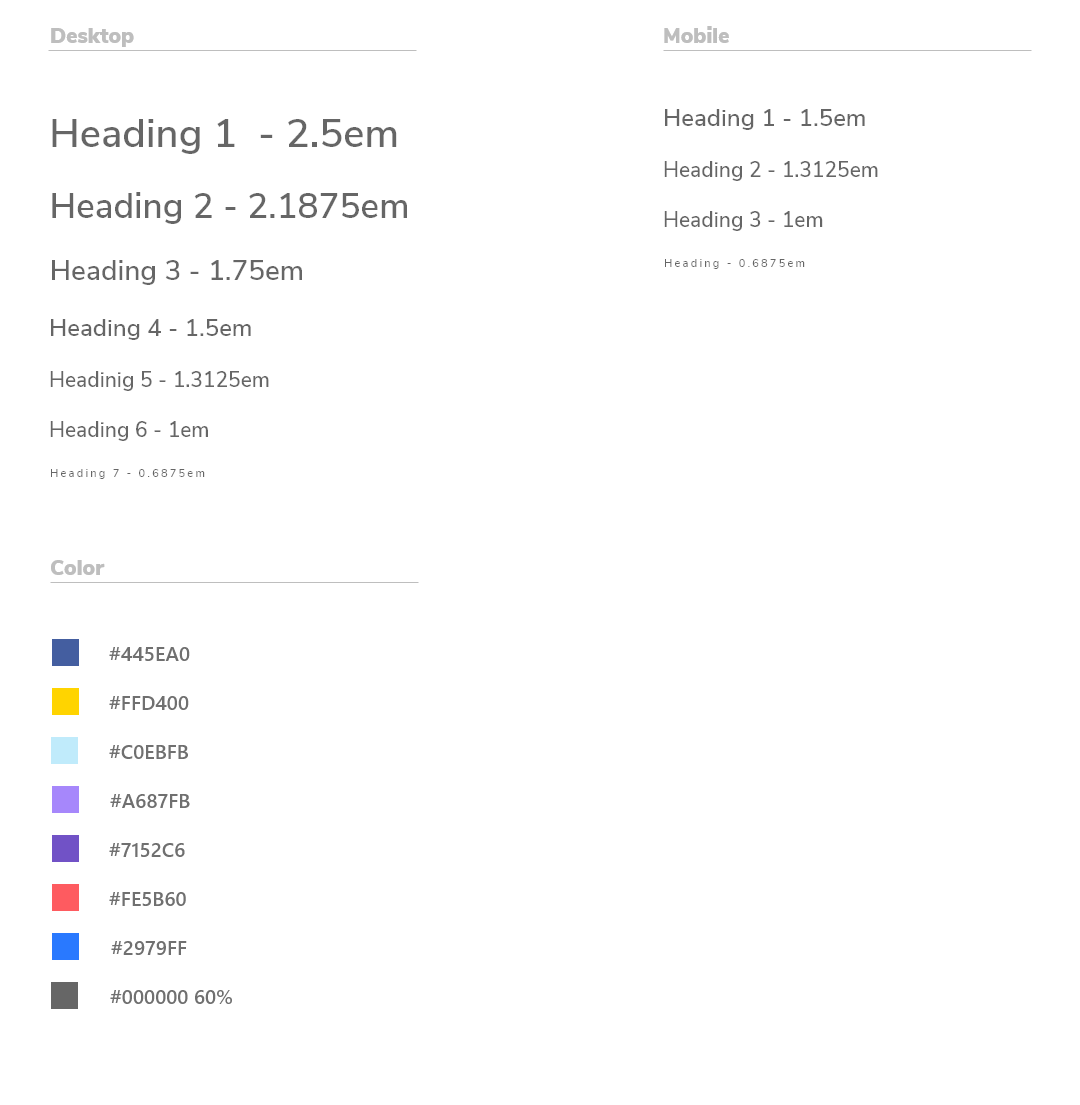 Desktop
Heading 1  - 2.5em
Heading 2 - 2.1875em
Heading 3 - 1.75em
Heading 4 - 1.5em
Headinig 5 - 1.3125em
Heading 6 - 1em
Heading 7 - 0.6875em
Mobile
Heading 1 - 1.5em
Heading 2 - 1.3125em
Heading 3 - 1em
Heading - 0.6875em
Color
#445EA0
#FFD400
#C0EBFB
#A687FB
#7152C6
#FE5B60
#2979FF
#000000 60%